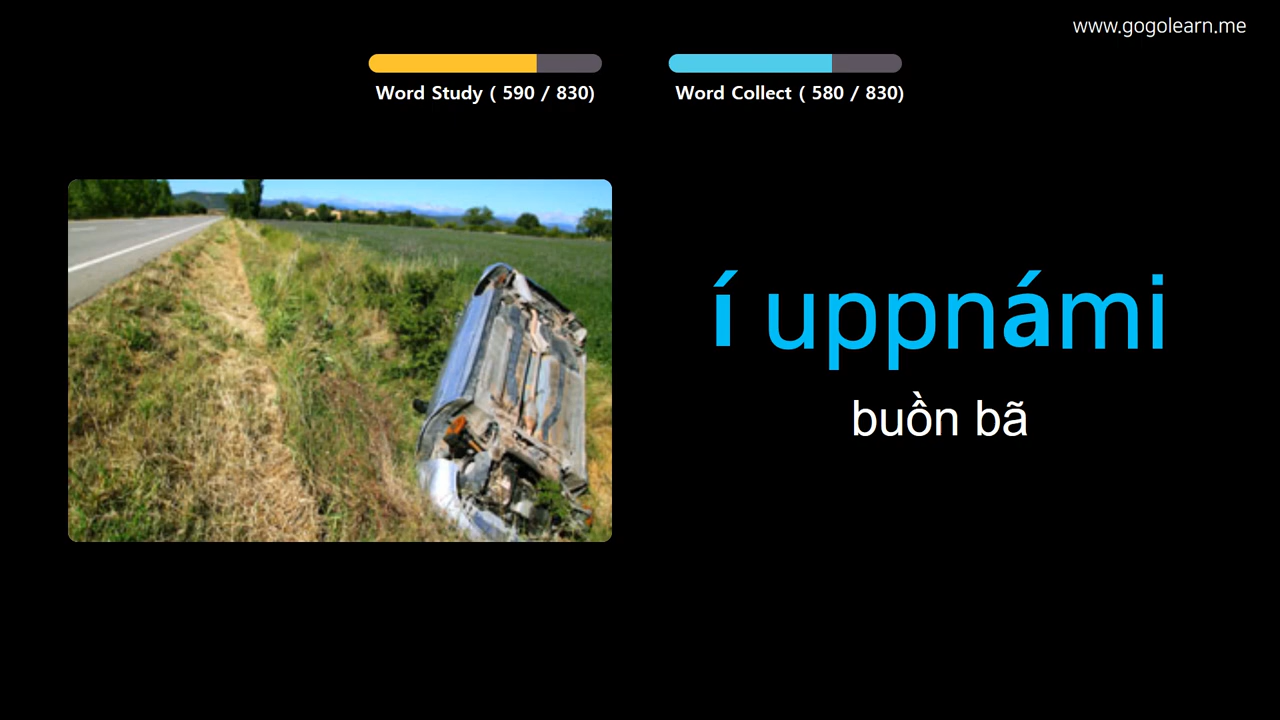 www.gogolearn.me
Word Study ( 590 / 830)
Word Collect ( 580 / 830)
í uppnámi
buồn bã